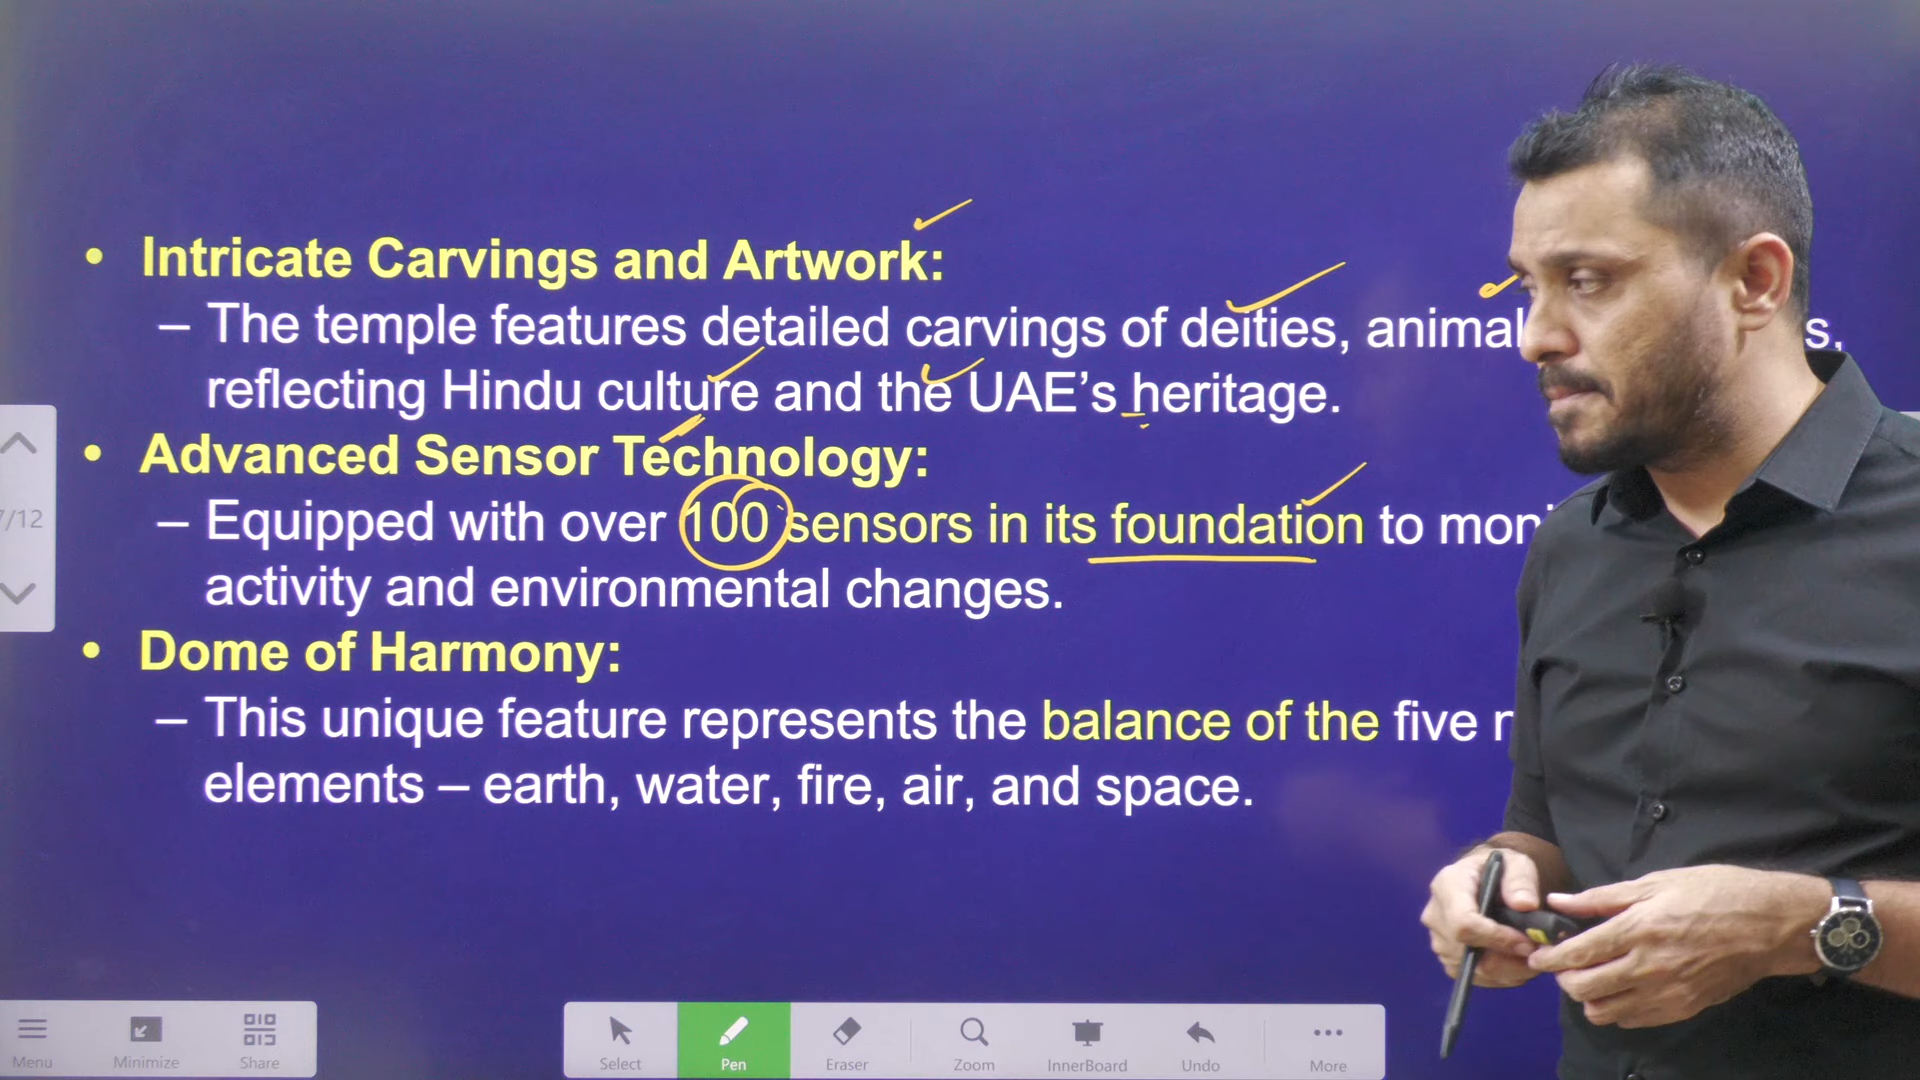 • Intricate Carvings and Artwork:
– The temple features detailed carvings of deities, animal s,
reflecting Hindu culture and the UAE’s heritage.
• Advanced Sensor Technology:
– Equipped with over 100 sensors in its foundation to moni
activity and environmental changes.
• Dome of Harmony:
– This unique feature represents the balance of the five
elements – earth, water, fire, air, and space.
7/12
Menu Minimize Share Select Pen Eraser Zoom InnerBoard Undo More